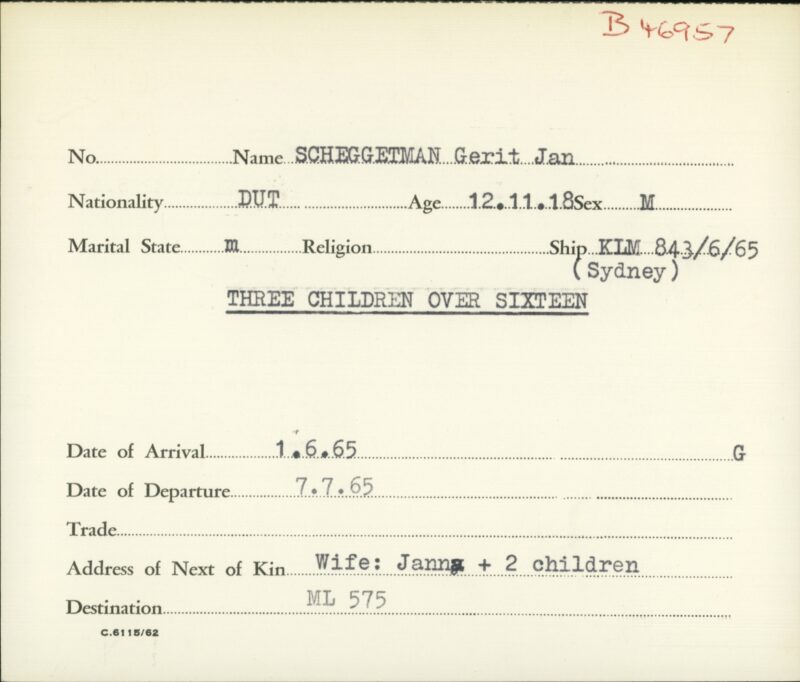 B 46957
No. Name SCHEGGETMAN Gerit Jan
Nationality DUT Age 12.11.18 Sex M
Marital State m Religion Ship KLM 843/6/65
(Sydney)
THREE CHILDREN OVER SIXTEEN
Date of Arrival 1.6.65 G
Date of Departure 7.7.65
Trade
Address of Next of Kin Wife: Janna + 2 children
Destination ML 575
C.6115/62